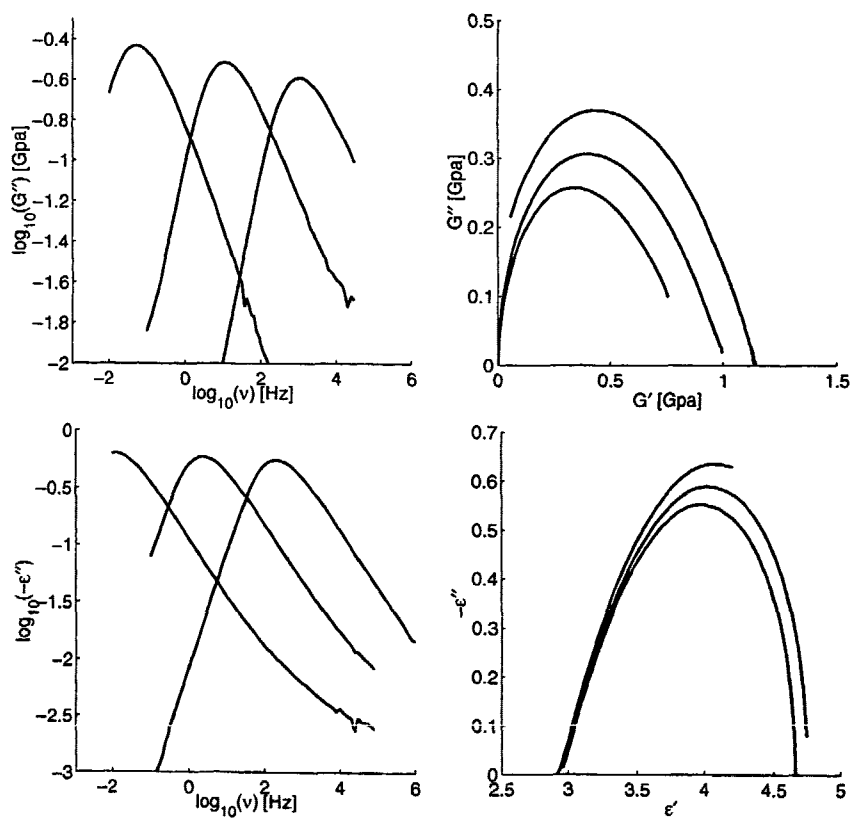 −0.4
−0.6
−0.8
−1
−1.2
−1.4
−1.6
−1.8
−2
log10(G″) [Gpa]
−2 0 2 4 6
log10(ν) [Hz]
0.5
0.4
0.3
0.2
0.1
0
G″ [Gpa]
0 0.5 1 1.5
G′ [Gpa]
0
−0.5
−1
−1.5
−2
−2.5
−3
log10(−ε″)
−2 0 2 4 6
log10(ν) [Hz]
0.7
0.6
0.5
0.4
0.3
0.2
0.1
0
−ε″
2.5 3 3.5 4 4.5 5
ε′